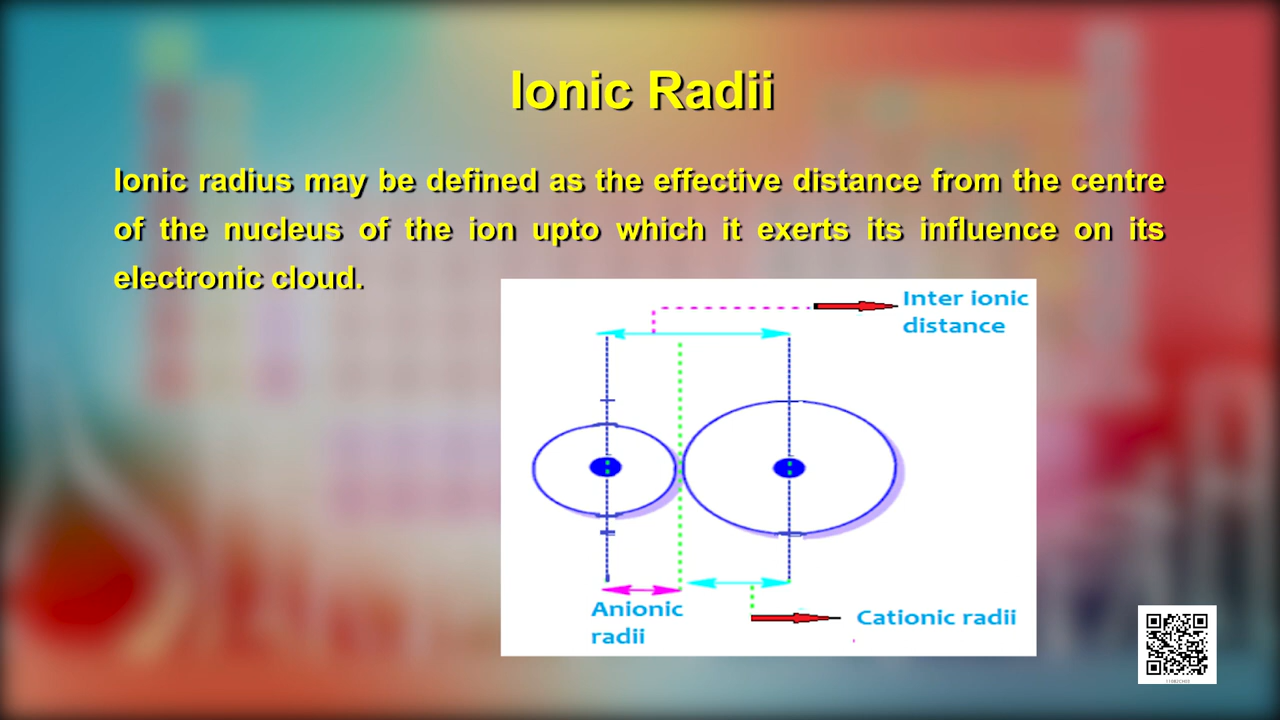 Ionic Radii
Ionic radius may be defined as the effective distance from the centre
of the nucleus of the ion upto which it exerts its influence on its
electronic cloud.
Inter ionic
distance
Anionic
radii
Cationic radii